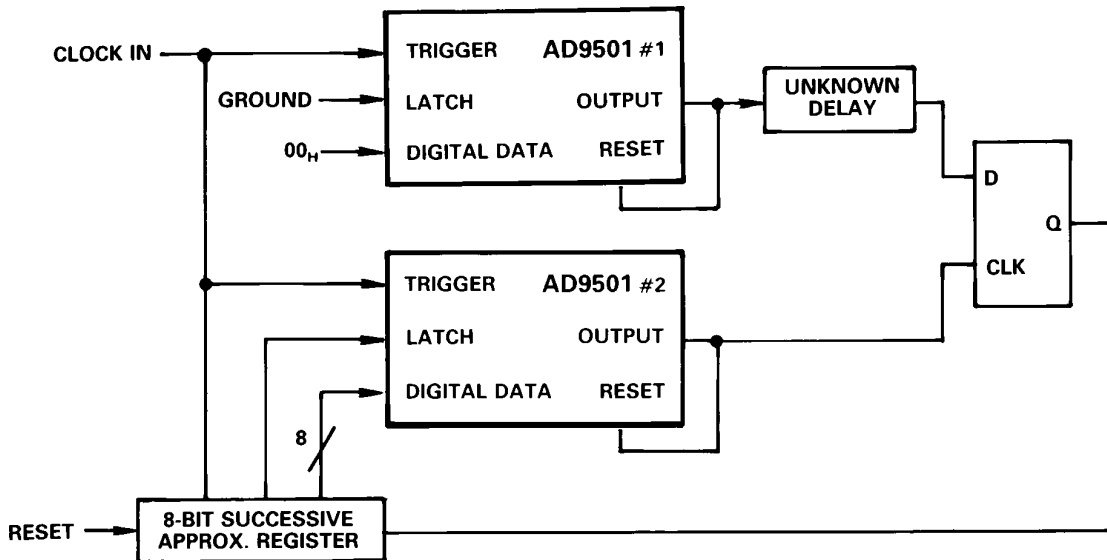 CLOCK IN
TRIGGER AD9501 #1
GROUND
LATCH OUTPUT
00H
DIGITAL DATA RESET
UNKNOWN
DELAY
D
Q
CLK
TRIGGER AD9501 #2
LATCH OUTPUT
DIGITAL DATA RESET
8
RESET
8-BIT SUCCESSIVE
APPROX. REGISTER